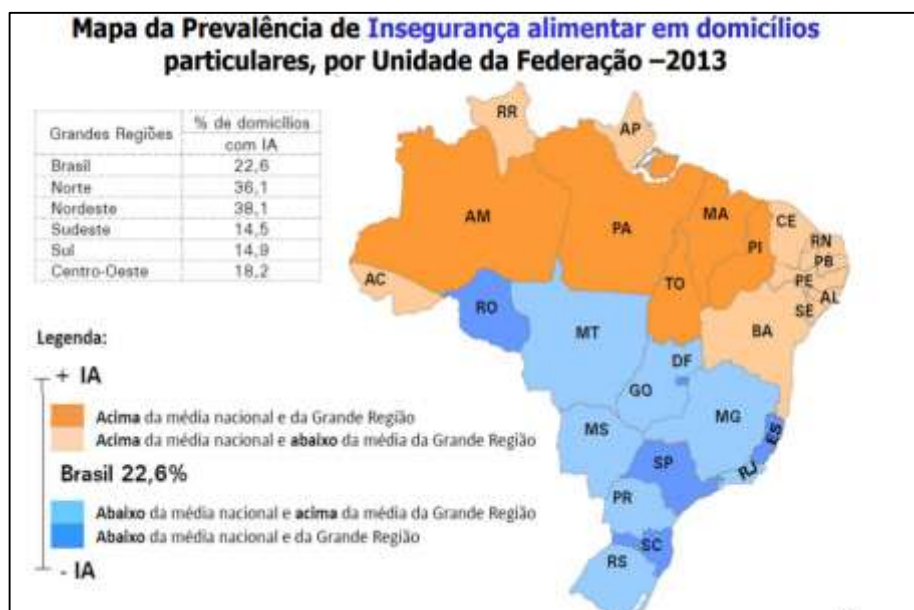 Mapa da Prevalência de Insegurança alimentar em domicílios
particulares, por Unidade da Federação –2013
Grandes Regiões
% de domicílios
com IA
Brasil 22,6
Norte 36,1
Nordeste 38,1
Sudeste 14,5
Sul 14,9
Centro-Oeste 18,2
RR
AP
AM
PA
MA
CE
RN
PB
PI
PE
AL
SE
AC
TO
RO
BA
MT
DF
GO
MG
MS
ES
SP
RJ
PR
SC
RS
Legenda:
+ IA
Acima da média nacional e da Grande Região
Acima da média nacional e abaixo da média da Grande Região
Brasil 22,6%
Abaixo da média nacional e acima da média da Grande Região
Abaixo da média nacional e da Grande Região
- IA